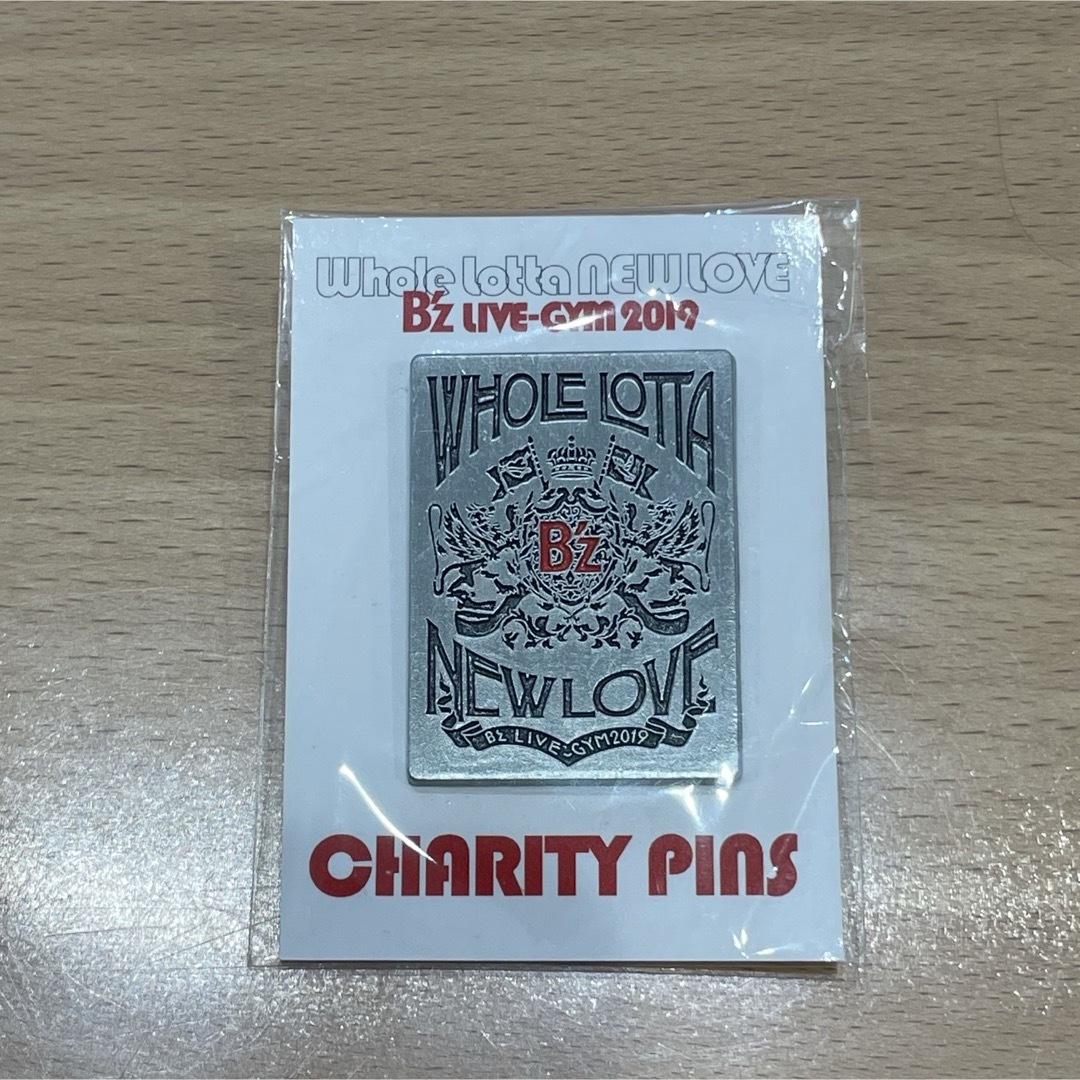 Whole Lotta NEW LOVE
B'z LIVE-GYM 2019
WHOLE LOTTA
B'z
NEW LOVE
B'z LIVE-GYM2019
CHARITY PINS